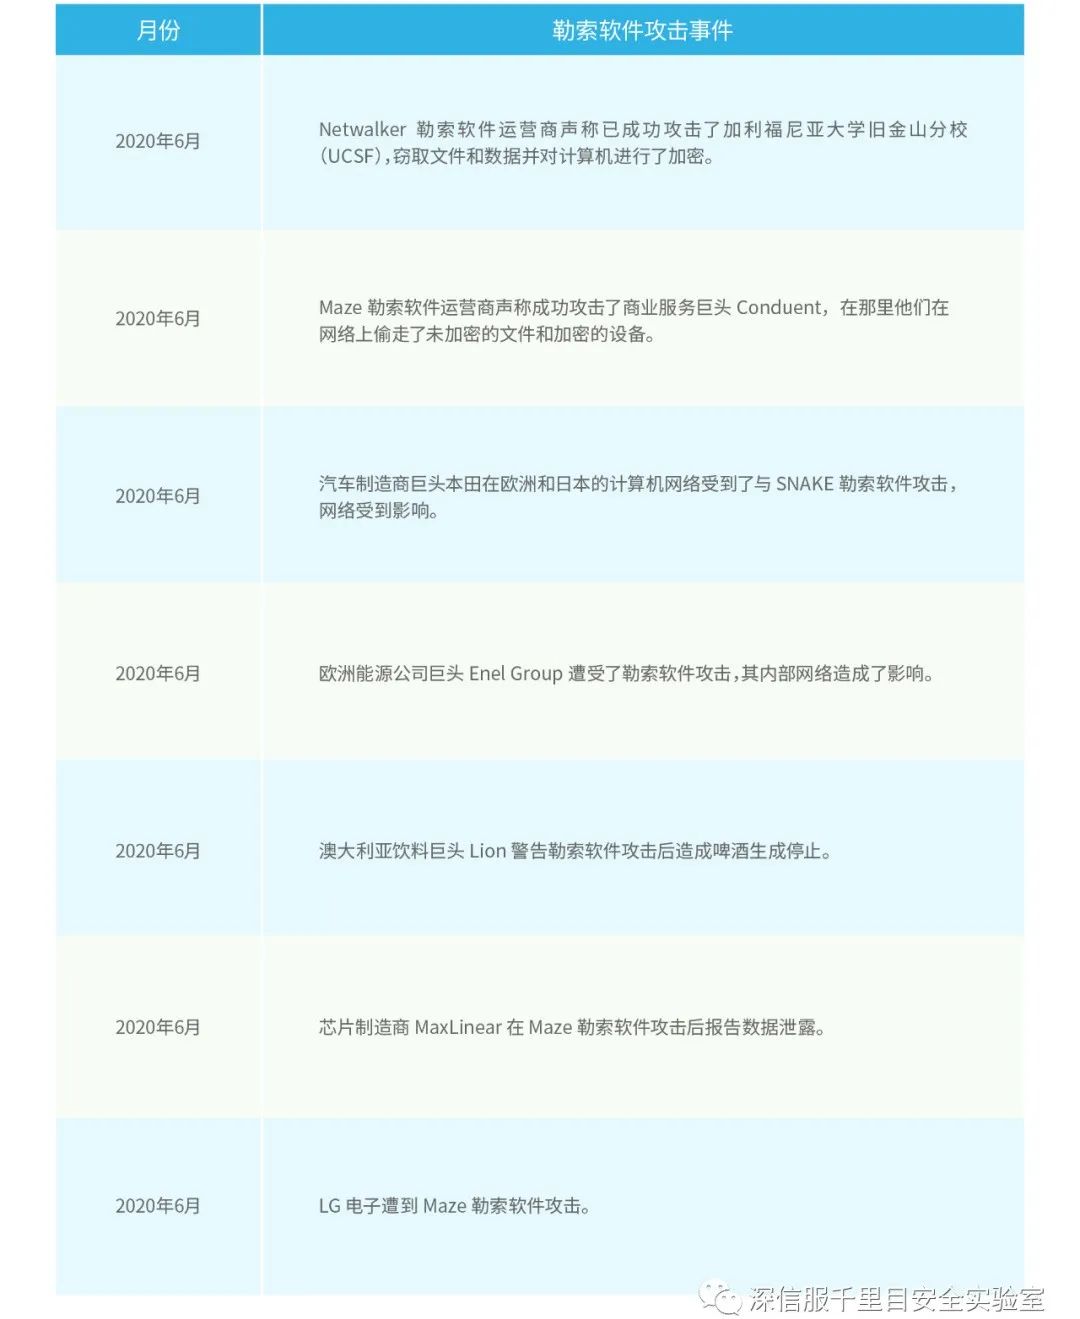 月份 勒索软件攻击事件
2020年6月
Netwalker 勒索软件运营商声称已成功攻击了加利福尼亚大学旧金山分校
（UCSF），窃取文件和数据并对计算机进行了加密。
2020年6月
Maze 勒索软件运营商声称成功攻击了商业服务巨头 Conduent，在那里他们在
网络上偷走了未加密的文件和加密的设备。
2020年6月
汽车制造商巨头本田在欧洲和日本的计算机网络受到了与 SNAKE 勒索软件攻击，
网络受到影响。
2020年6月
欧洲能源公司巨头 Enel Group 遭受了勒索软件攻击，其内部网络造成了影响。
2020年6月
澳大利亚饮料巨头 Lion 警告勒索软件攻击后造成啤酒生成停止。
2020年6月
芯片制造商 MaxLinear 在 Maze 勒索软件攻击后报告数据泄露。
2020年6月
LG 电子遭到 Maze 勒索软件攻击。
深信服千里目安全实验室